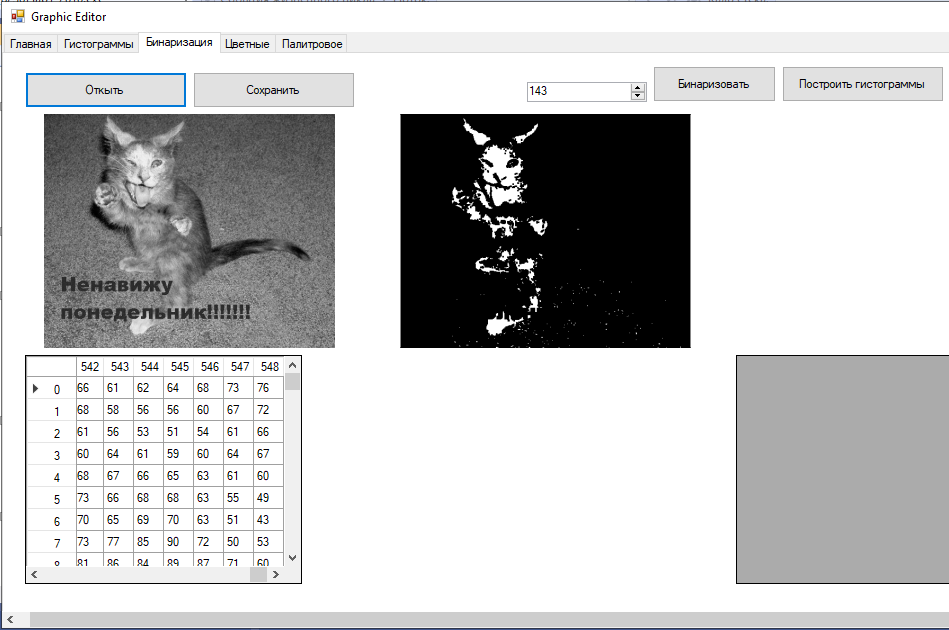 Graphic Editor
Главная Гистограммы Бинаризация Цветные Палитровое
Откыть Сохранить 143 Бинаризовать Построить гистограммы
Ненавижу
понедельник!!!!!!!
542 543 544 545 546 547 548
0 66 61 62 64 68 73 76
1 68 58 56 56 60 67 72
2 61 56 53 51 54 61 66
3 60 64 61 59 60 64 67
4 68 67 66 65 63 61 60
5 73 66 68 68 63 55 49
6 70 65 69 70 63 51 43
7 73 77 85 90 72 50 53
8 81 86 84 89 87 71 60